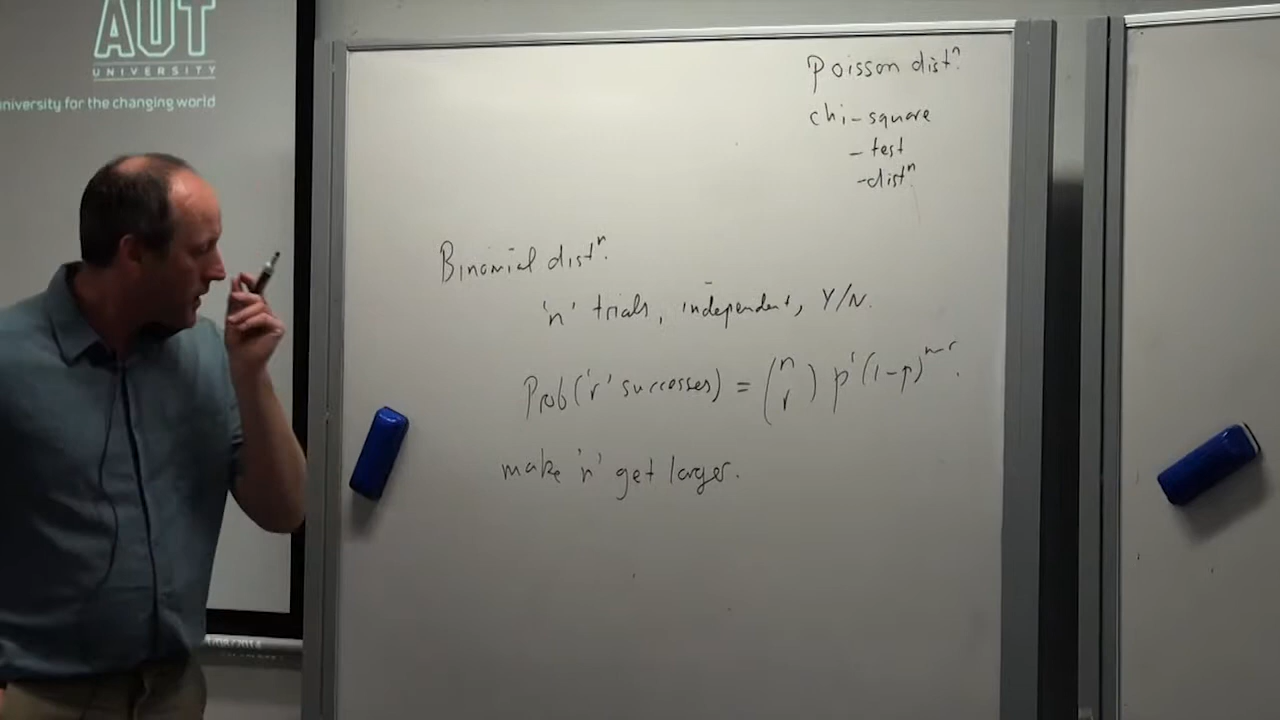 AUT
UNIVERSITY
university for the changing world
Poisson distⁿ.
chi-square
- test
- distⁿ.
Binomial distⁿ.
'n' trials, independent, Y/N.
Prob('r' successes) = (n r) pʳ(1-p)ⁿ⁻ʳ.
make 'n' get larger.